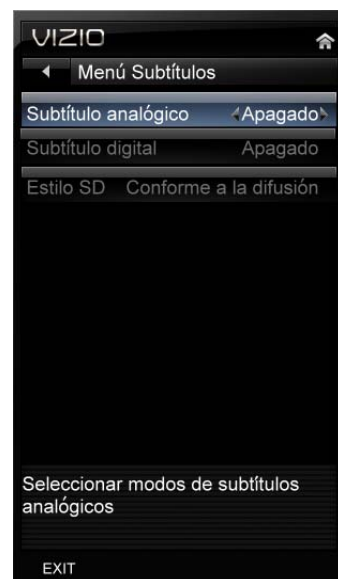 VIZIO
Menú Subtítulos
Subtítulo analógico Apagado
Subtítulo digital Apagado
Estilo SD Conforme a la difusión
Seleccionar modos de subtítulos
analógicos
EXIT